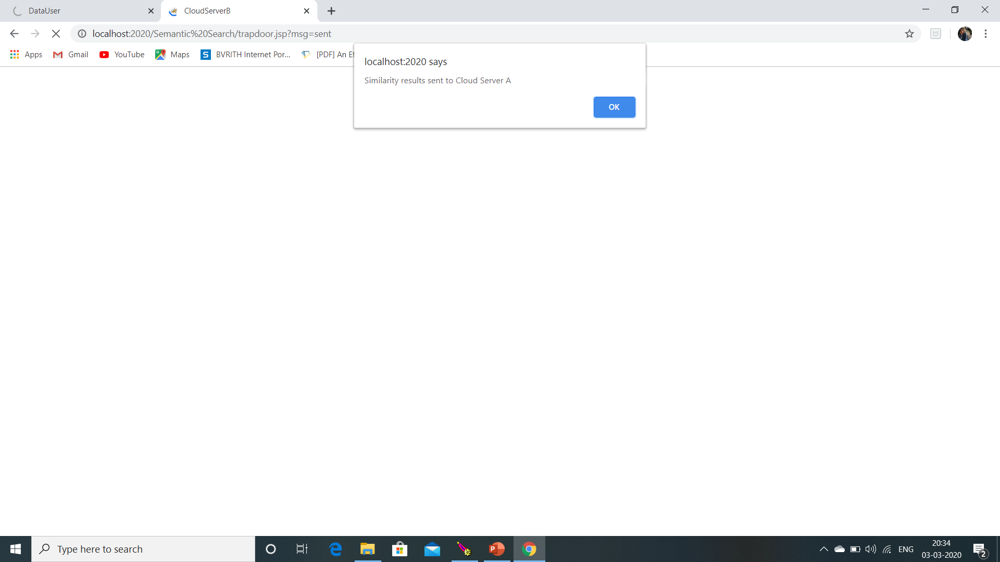 DataUser
CloudServerB
localhost:2020/Semantic%20Search/trapdoor.jsp?msg=sent
Apps
Gmail
YouTube
Maps
S
BVRITH Internet Por...
[PDF] An Ef
localhost:2020 says
Similarity results sent to Cloud Server A
OK
Type here to search
ENG
20:34
03-03-2020
2